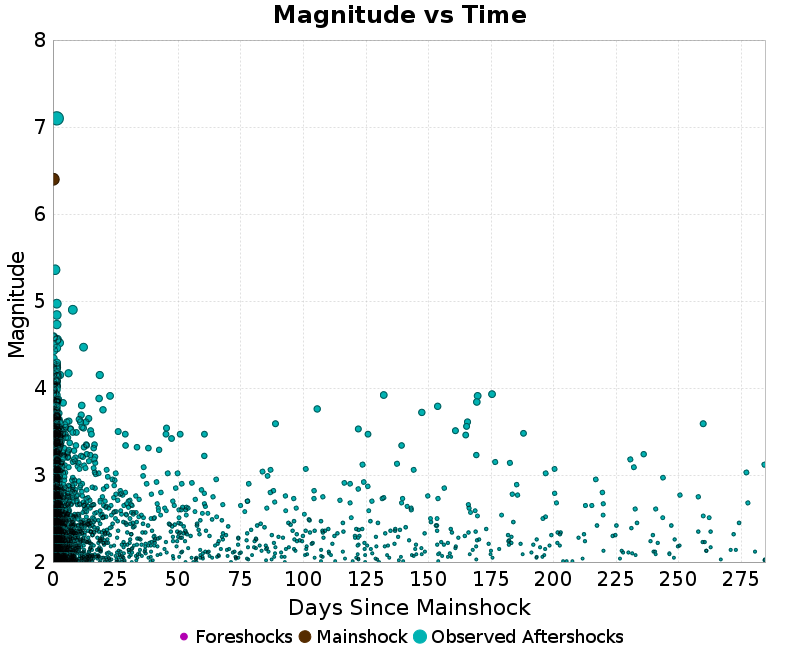 Magnitude vs Time
8
7
6
5
4
3
2
Magnitude
0 25 50 75 100 125 150 175 200 225 250 275
Days Since Mainshock
Foreshocks Mainshock Observed Aftershocks